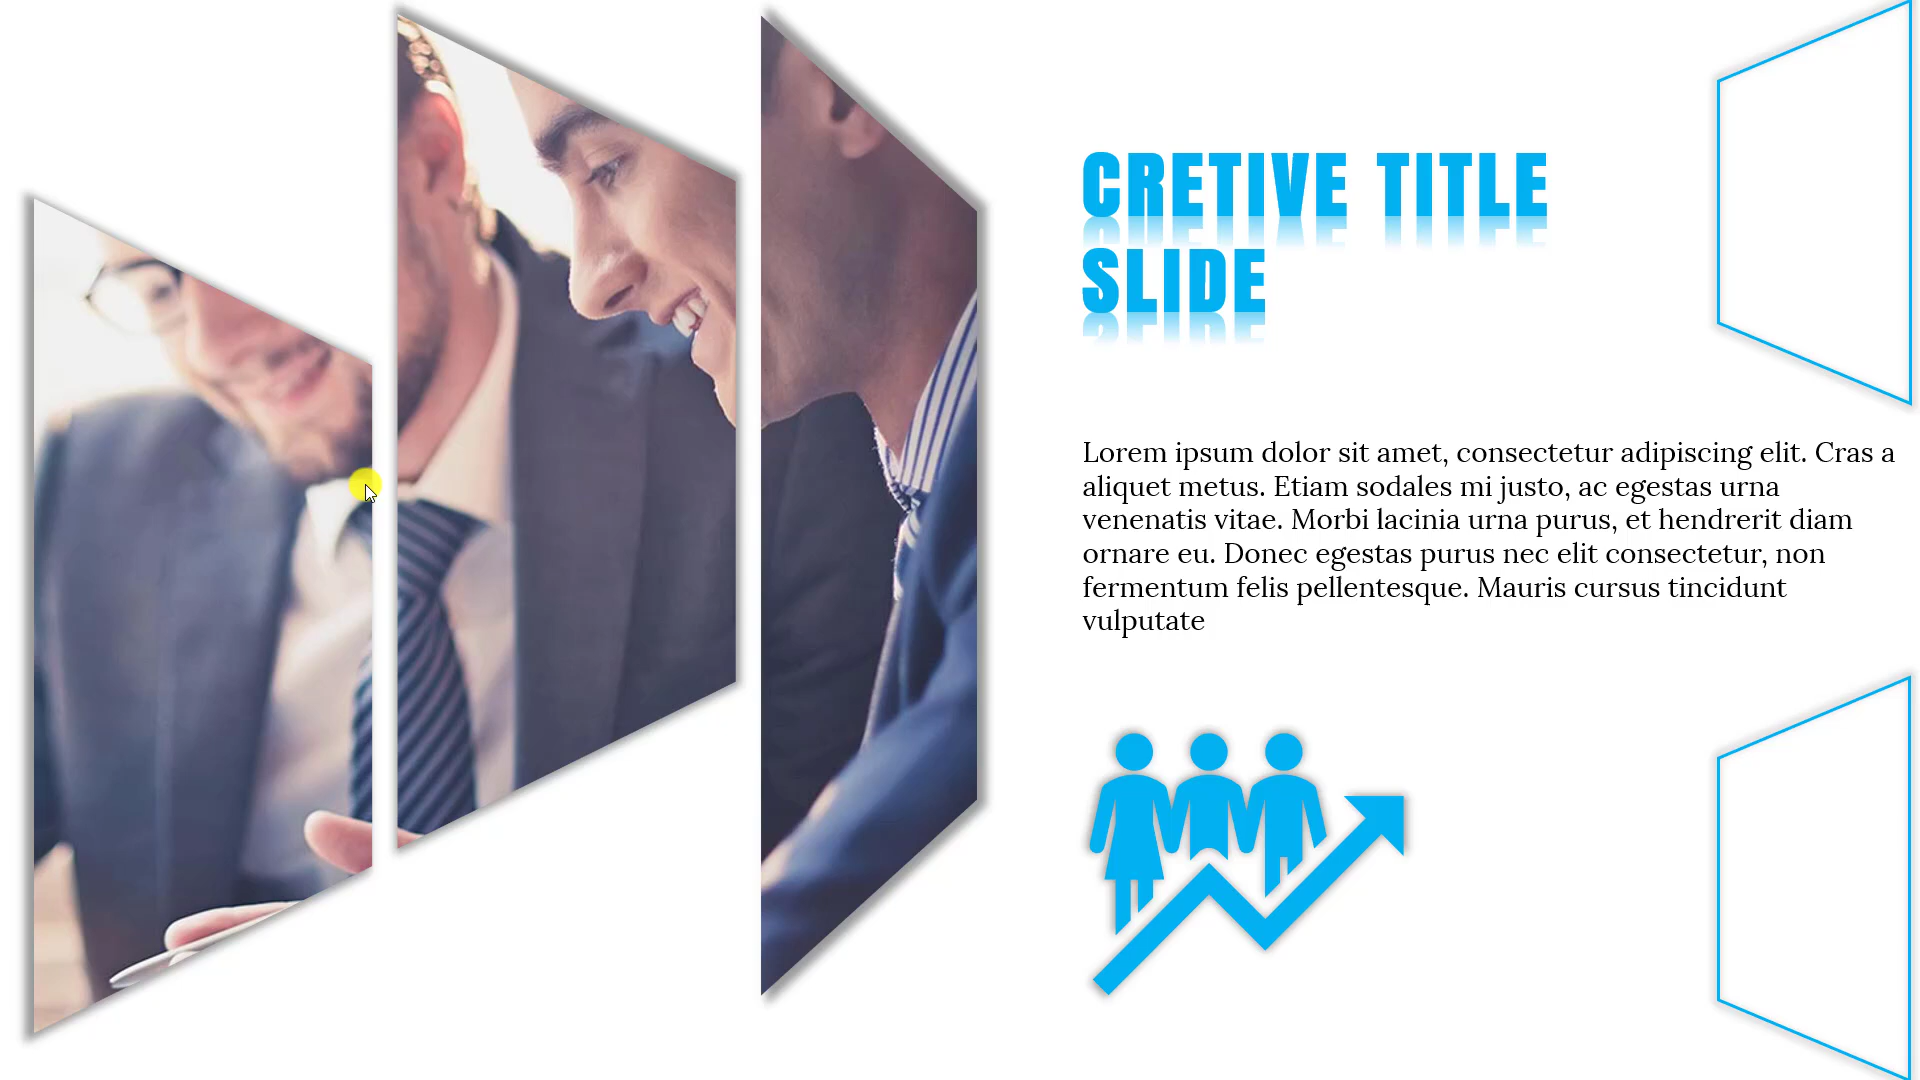 CRETIVE TITLE
SLIDE
Lorem ipsum dolor sit amet, consectetur adipiscing elit. Cras a
aliquet metus. Etiam sodales mi justo, ac egestas urna
venenatis vitae. Morbi lacinia urna purus, et hendrerit diam
ornare eu. Donec egestas purus nec elit consectetur, non
fermentum felis pellentesque. Mauris cursus tincidunt
vulputate